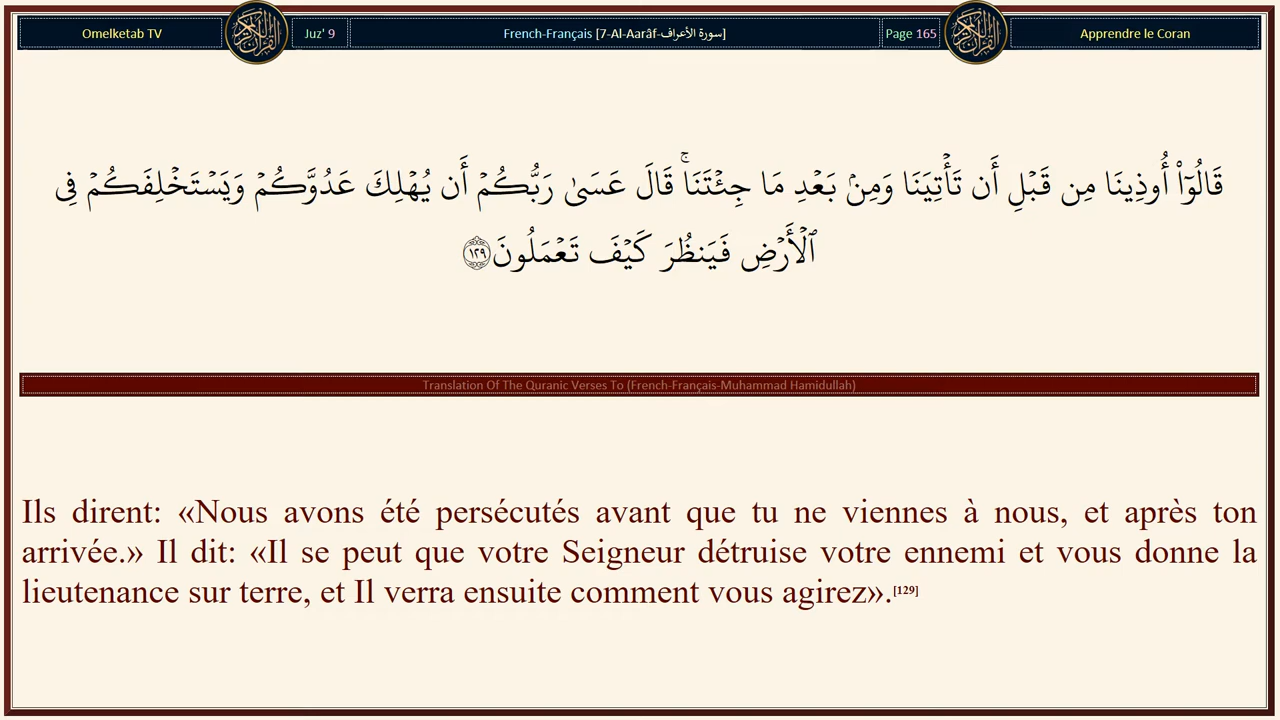 Omelketab TV
Juz' 9
French-Français [7-Al-Aarâf-سورة الأعراف]
Page 165
Apprendre le Coran
قَالُوٓاْ أُوذِينَا مِن قَبۡلِ أَن تَأۡتِيَنَا وَمِنۢ بَعۡدِ مَا جِئۡتَنَاۚ قَالَ عَسَىٰ رَبُّكُمۡ أَن يُهۡلِكَ عَدُوَّكُمۡ وَيَسۡتَخۡلِفَكُمۡ فِي
ٱلۡأَرۡضِ فَيَنظُرَ كَيۡفَ تَعۡمَلُونَ ١٢٩
Translation Of The Quranic Verses To (French-Français-Muhammad Hamidullah)
Ils dirent: «Nous avons été persécutés avant que tu ne viennes à nous, et après ton
arrivée.» Il dit: «Il se peut que votre Seigneur détruise votre ennemi et vous donne la
lieutenance sur terre, et Il verra ensuite comment vous agirez».[129]